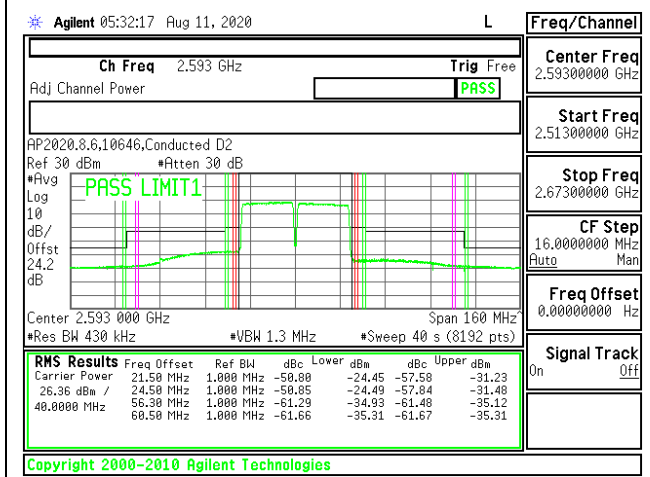 Agilent 05:32:17 Aug 11, 2020 L
Freq/Channel
Ch Freq 2.593 GHz Trig Free
Adj Channel Power PASS
Center Freq
2.59300000 GHz
Start Freq
2.51300000 GHz
Stop Freq
2.67300000 GHz
CF Step
16.0000000 MHz
Auto Man
Freq Offset
0.00000000 Hz
Signal Track
On Off
AP2020.8.6,10646,Conducted D2
Ref 30 dBm #Atten 30 dB
#Avg
Log
10
dB/
Offst
24.2
dB
PASS LIMIT1
Center 2.593 000 GHz Span 160 MHz^
#Res BW 430 kHz #VBW 1.3 MHz #Sweep 40 s (8192 pts)
RMS Results Freq Offset Ref BW dBc Lower dBm dBc Upper dBm
Carrier Power 21.50 MHz 1.000 MHz -50.80 -24.45 -57.58 -31.23
26.36 dBm / 24.50 MHz 1.000 MHz -50.85 -24.49 -57.84 -31.48
40.0000 MHz 56.30 MHz 1.000 MHz -61.29 -34.93 -61.48 -35.12
60.50 MHz 1.000 MHz -61.66 -35.31 -61.67 -35.31
Copyright 2000-2010 Agilent Technologies